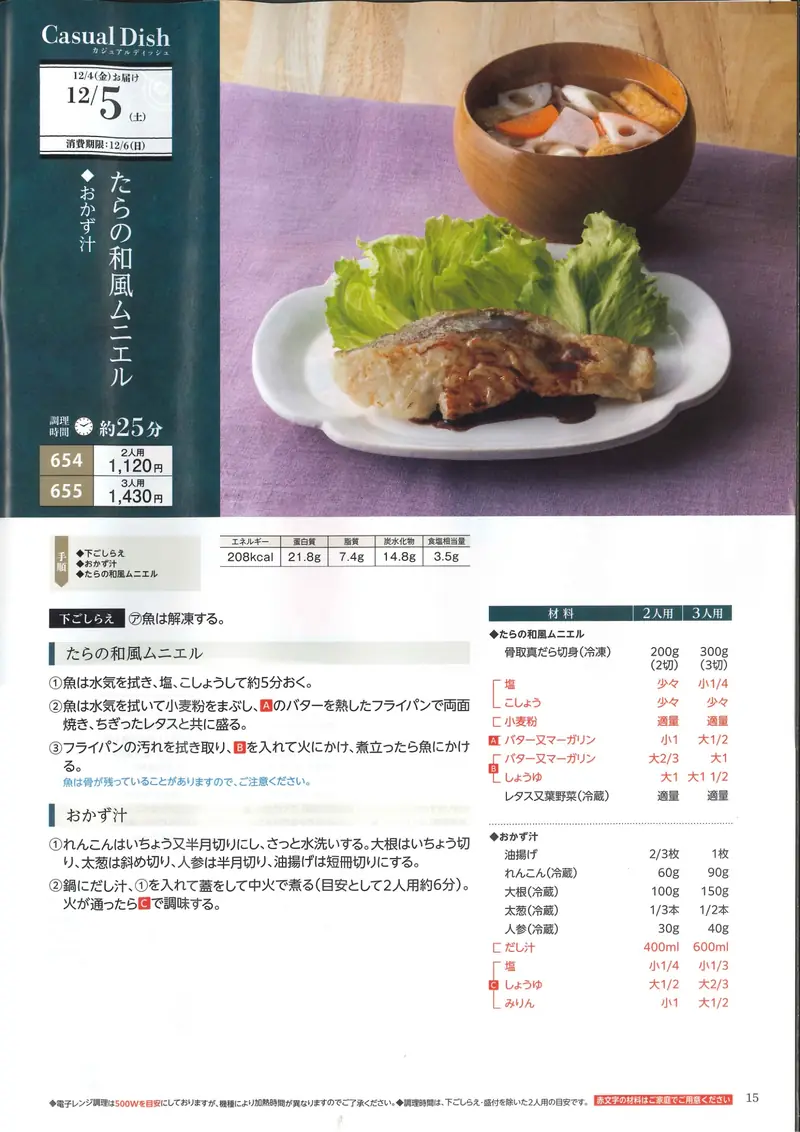 Casual Dish
カジュアルディッシュ
12/4(金)お届け
12/5(土)
消費期限:12/6(日)
たらの和風ムニエル
◆おかず汁
調理時間 約25分
654 2人用 1,120円
655 3人用 1,430円
手順
◆下ごしらえ
◆おかず汁
◆たらの和風ムニエル
エネルギー 蛋白質 脂質 炭水化物 食塩相当量
208kcal 21.8g 7.4g 14.8g 3.5g
下ごしらえ ㋐魚は解凍する。
たらの和風ムニエル
①魚は水気を拭き、塩、こしょうして約5分おく。
②魚は水気を拭いて小麦粉をまぶし、Aのバターを熱したフライパンで両面
焼き、ちぎったレタスと共に盛る。
③フライパンの汚れを拭き取り、Bを入れて火にかけ、煮立ったら魚にかけ
る。
魚は骨が残っていることがありますので、ご注意ください。
おかず汁
①れんこんはいちょう又半月切りにし、さっと水洗いする。大根はいちょう切
り、太葱は斜め切り、人参は半月切り、油揚げは短冊切りにする。
②鍋にだし汁、①を入れて蓋をして中火で煮る(目安として2人用約6分)。
火が通ったらCで調味する。
材料 2人用 3人用
◆たらの和風ムニエル
骨取真だら切身(冷凍) 200g 300g
(2切) (3切)
塩 少々 小1/4
こしょう 少々 少々
小麦粉 適量 適量
A バター又マーガリン 小1 大1/2
B バター又マーガリン 大2/3 大1
しょうゆ 大1 大1 1/2
レタス又葉野菜(冷蔵) 適量 適量
◆おかず汁
油揚げ 2/3枚 1枚
れんこん(冷蔵) 60g 90g
大根(冷蔵) 100g 150g
太葱(冷蔵) 1/3本 1/2本
人参(冷蔵) 30g 40g
だし汁 400ml 600ml
塩 小1/4 小1/3
C しょうゆ 大1/2 大2/3
みりん 小1 大1/2
◆電子レンジ調理は500Wを目安にしておりますが、機種により加熱時間が異なりますのでご了承ください。◆調理時間は、下ごしらえ・盛付を除いた2人用の目安です。 赤文字の材料はご家庭でご用意ください 15